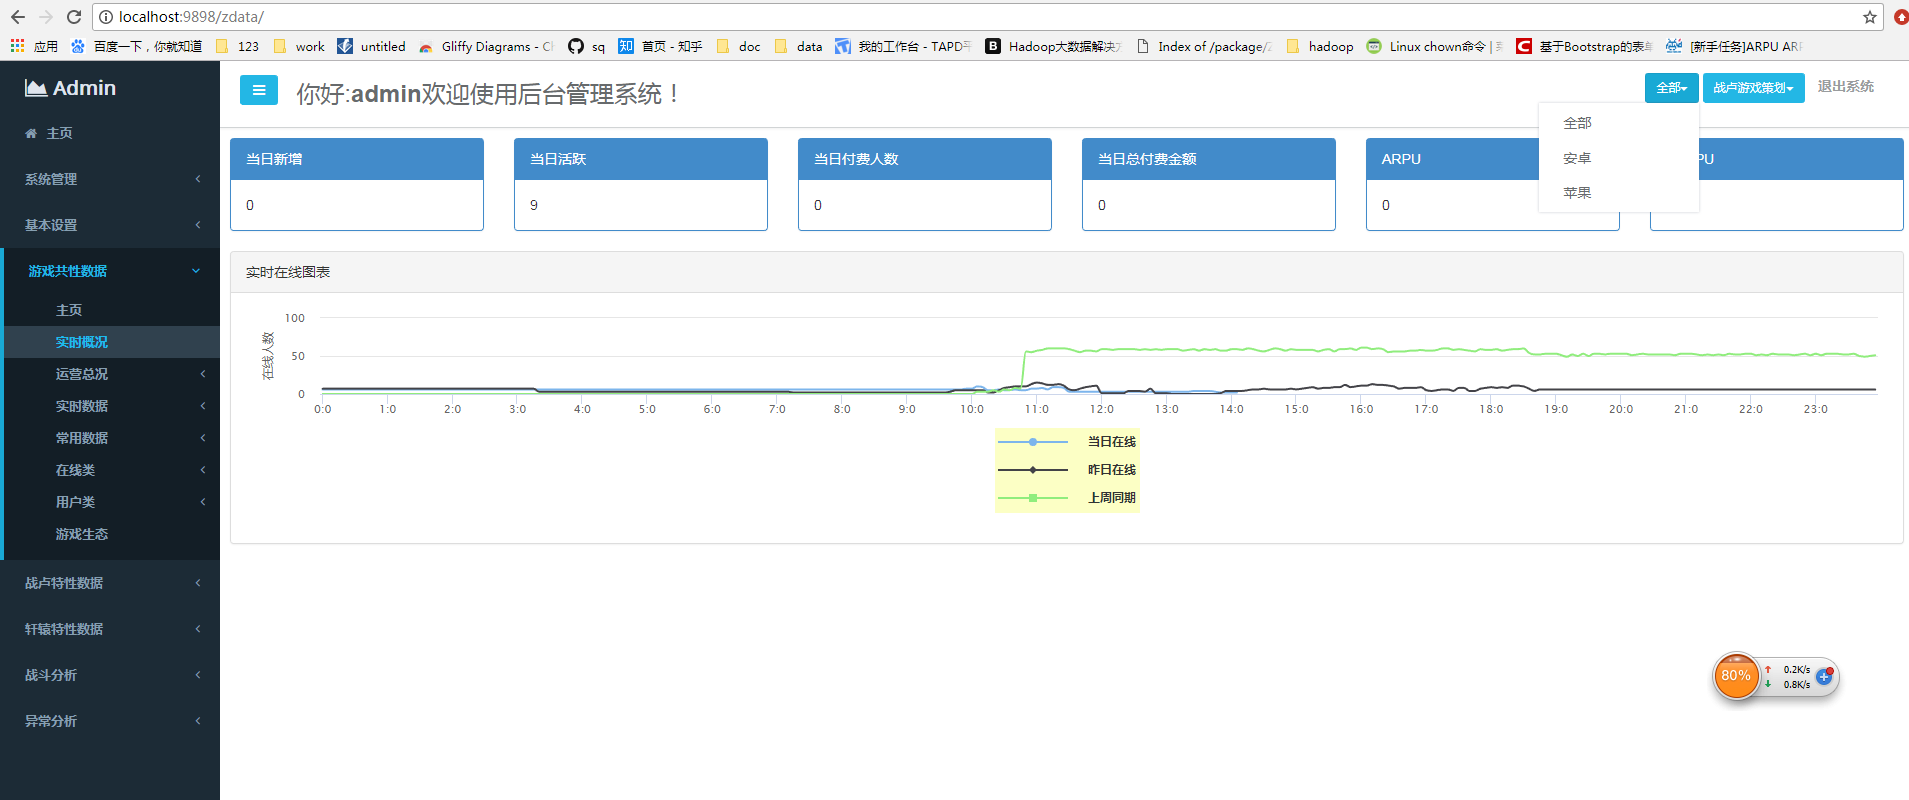 localhost:9898/zdata/
应用 百度一下，你就知道 123 work untitled Gliffy Diagrams - Ch sq 首页 - 知乎 doc data 我的工作台 - TAPD平 Hadoop大数据解决方 Index of /package/ hadoop Linux chown命令 | 基于Bootstrap的表单 [新手任务]ARPU ARP
Admin
你好:admin欢迎使用后台管理系统！
全部 战卢游戏策划 退出系统
全部
安卓
苹果
主页
系统管理
基本设置
游戏共性数据
主页
实时概况
运营总况
实时数据
常用数据
在线类
用户类
游戏生态
战卢特性数据
轩辕特性数据
战斗分析
异常分析
当日新增 当日活跃 当日付费人数 当日总付费金额 ARPU PU
0 9 0 0 0
实时在线图表
在线人数
100
50
0
0:0 1:0 2:0 3:0 4:0 5:0 6:0 7:0 8:0 9:0 10:0 11:0 12:0 13:0 14:0 15:0 16:0 17:0 18:0 19:0 20:0 21:0 22:0 23:0
当日在线
昨日在线
上周同期
80% 0.2K/s
0.8K/s